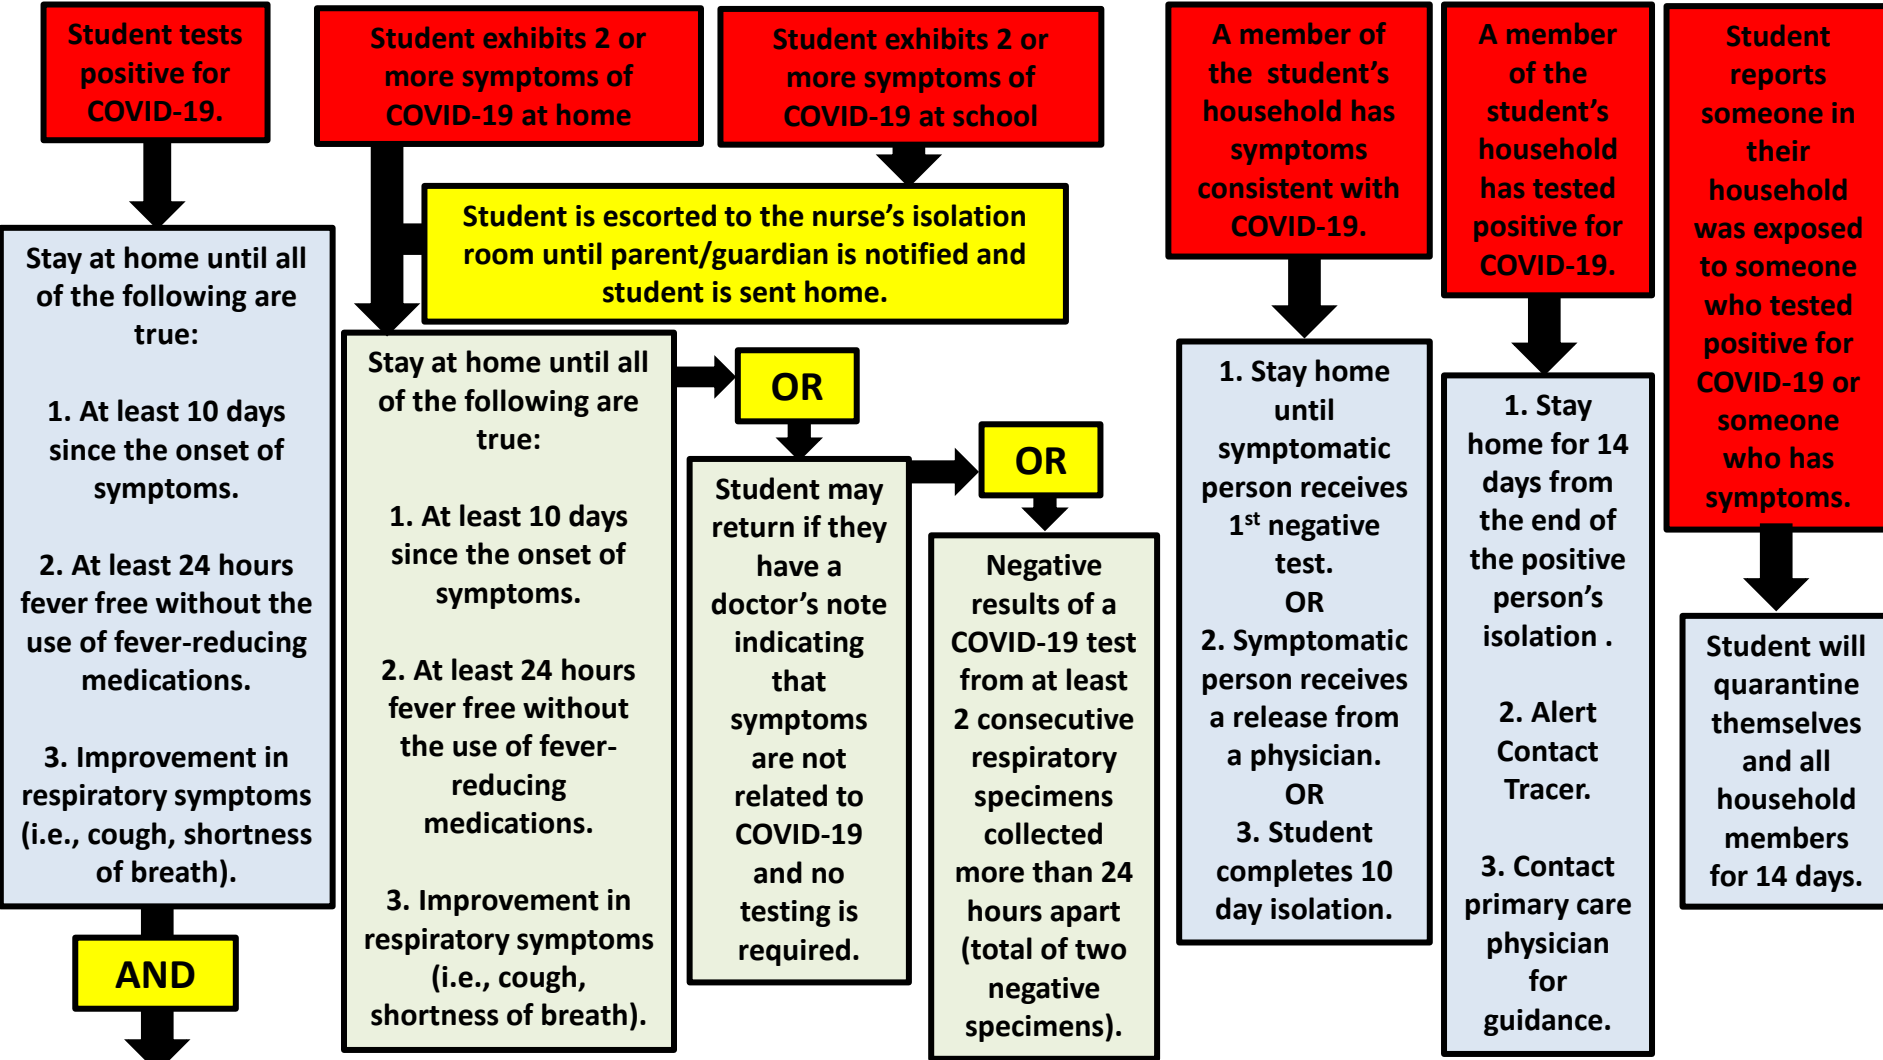 Student tests
positive for
COVID-19.
Stay at home until all
of the following are
true:
1. At least 10 days
since the onset of
symptoms.
2. At least 24 hours
fever free without the
use of fever-reducing
medications.
3. Improvement in
respiratory symptoms
(i.e., cough, shortness
of breath).
AND
Student exhibits 2 or
more symptoms of
COVID-19 at home
Student exhibits 2 or
more symptoms of
COVID-19 at school
Student is escorted to the nurse's isolation
room until parent/guardian is notified and
student is sent home.
Stay at home until all
of the following are
true:
1. At least 10 days
since the onset of
symptoms.
2. At least 24 hours
fever free without
the use of fever-
reducing
medications.
3. Improvement in
respiratory symptoms
(i.e., cough,
shortness of breath).
OR
Student may
return if they
have a
doctor's note
indicating
that
symptoms
are not
related to
COVID-19
and no
testing is
required.
OR
Negative
results of a
COVID-19 test
from at least
2 consecutive
respiratory
specimens
collected
more than 24
hours apart
(total of two
negative
specimens).
A member of
the student's
household has
symptoms
consistent with
COVID-19.
1. Stay home
until
symptomatic
person receives
1st negative
test.
OR
2. Symptomatic
person receives
a release from
a physician.
OR
3. Student
completes 10
day isolation.
A member
of the
student's
household
has tested
positive for
COVID-19.
1. Stay
home for 14
days from
the end of
the positive
person's
isolation .
2. Alert
Contact
Tracer.
3. Contact
primary care
physician
for
guidance.
Student
reports
someone in
their
household
was exposed
to someone
who tested
positive for
COVID-19 or
someone
who has
symptoms.
Student will
quarantine
themselves
and all
household
members
for 14 days.